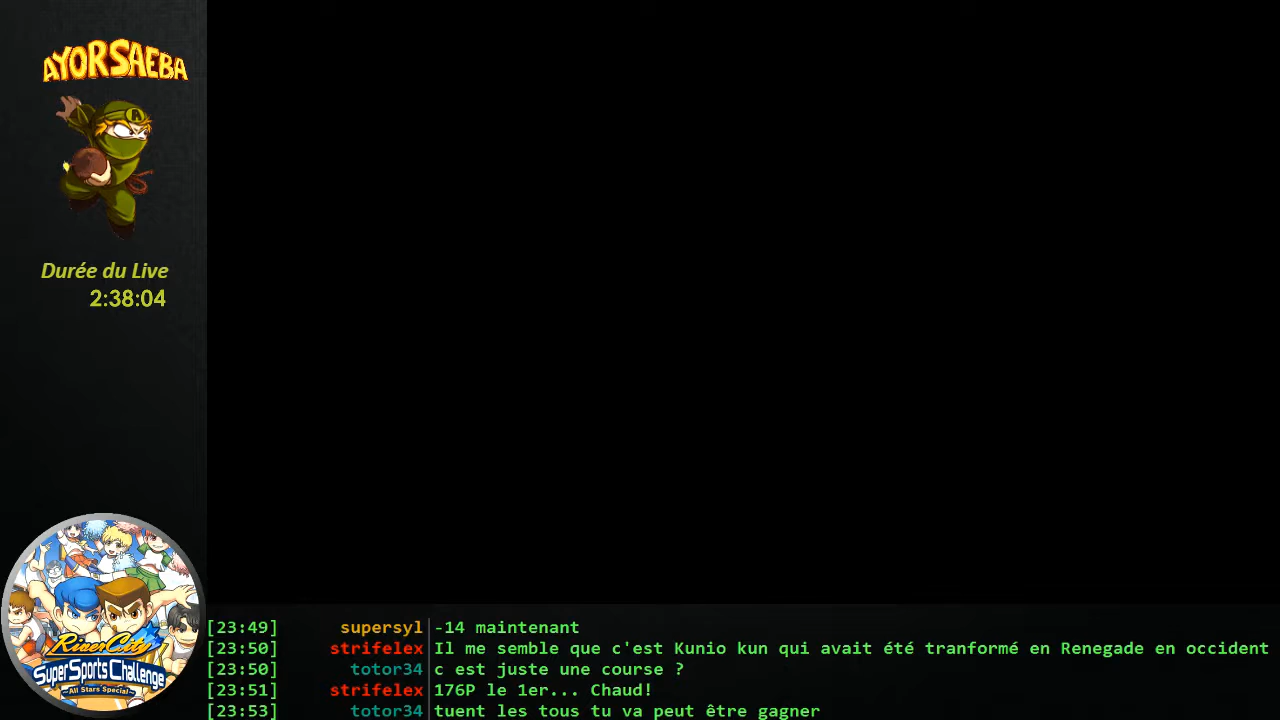 AYORSAEBA
A
Durée du Live
2:38:04
River City
Super Sports Challenge
~All Stars Special~
[23:49] supersyl -14 maintenant
[23:50] strifelex Il me semble que c'est Kunio kun qui avait été tranformé en Renegade en occident
[23:50] totor34 c est juste une course ?
[23:51] strifelex 176P le 1er... Chaud!
[23:53] totor34 tuent les tous tu va peut être gagner